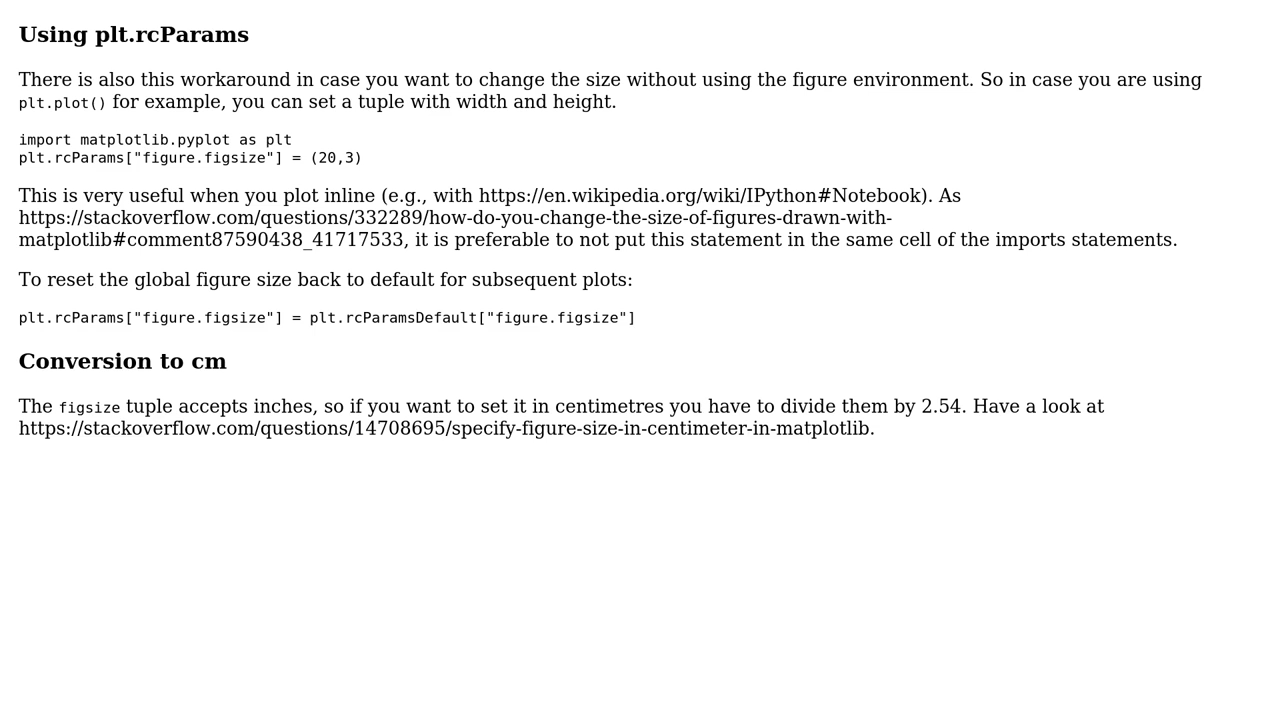 Using plt.rcParams
There is also this workaround in case you want to change the size without using the figure environment. So in case you are using
plt.plot() for example, you can set a tuple with width and height.
import matplotlib.pyplot as plt
plt.rcParams["figure.figsize"] = (20,3)
This is very useful when you plot inline (e.g., with https://en.wikipedia.org/wiki/IPython#Notebook). As
https://stackoverflow.com/questions/332289/how-do-you-change-the-size-of-figures-drawn-with-
matplotlib#comment87590438_41717533, it is preferable to not put this statement in the same cell of the imports statements.
To reset the global figure size back to default for subsequent plots:
plt.rcParams["figure.figsize"] = plt.rcParamsDefault["figure.figsize"]
Conversion to cm
The figsize tuple accepts inches, so if you want to set it in centimetres you have to divide them by 2.54. Have a look at
https://stackoverflow.com/questions/14708695/specify-figure-size-in-centimeter-in-matplotlib.